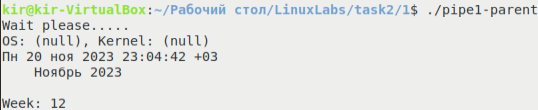 kir@kir-VirtualBox:~/Рабочий стол/LinuxLabs/task2/1$ ./pipe1-parent
Wait please.....
OS: (null), Kernel: (null)
Пн 20 ноя 2023 23:04:42 +03
Ноябрь 2023
Week: 12